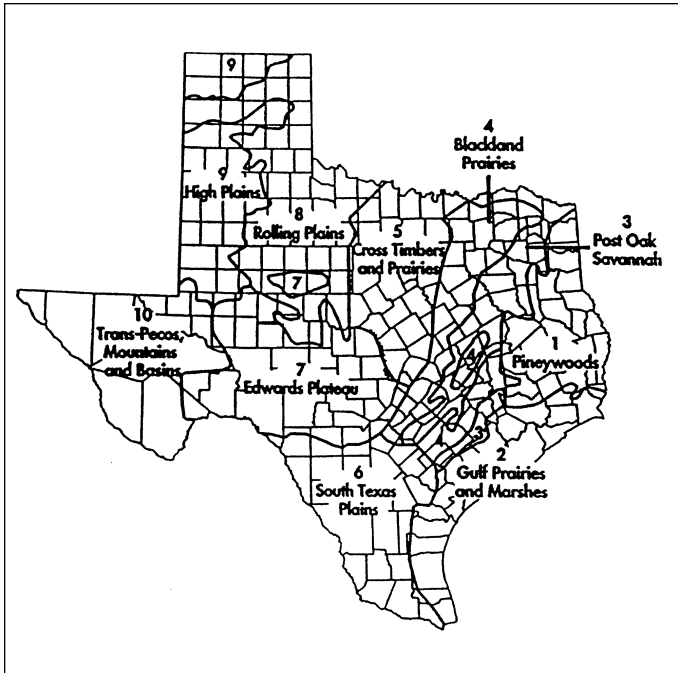 9
4
Blackland
Prairies
9
High Plains
8
Rolling Plains
5
Cross Timbers
and Prairies
3
Post Oak
Savannah
7
10
Trans-Pecos,
Mountains
and Basins
7
Edwards Plateau
4
1
Pineywoods
3
2
Gulf Prairies
and Marshes
6
South Texas
Plains